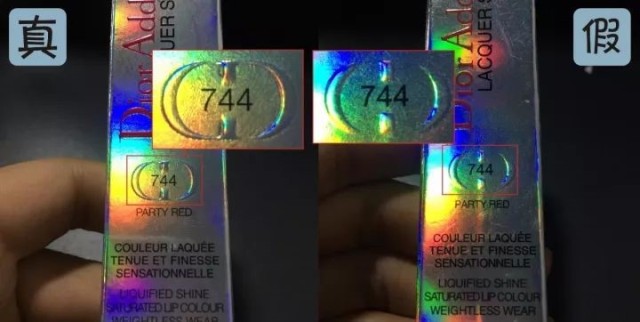 真
Dior Add
UER S
744
744
PARTY RED
COULEUR LAQUÉE
TENUE ET FINESSE
SENSATIONNELLE
LIQUIFIED SHINE
SATURATED LIP COLOUR
WEIGHTLESS WEAR
假
Dior Add
LACQUER S
744
744
PARTY RED
COULEUR LAQUÉE
TENUE ET FINESSE
SENSATIONNELLE
LIQUIFIED SHINE
SATURATED LIP COLOUR
WEIGHTLESS WEAR